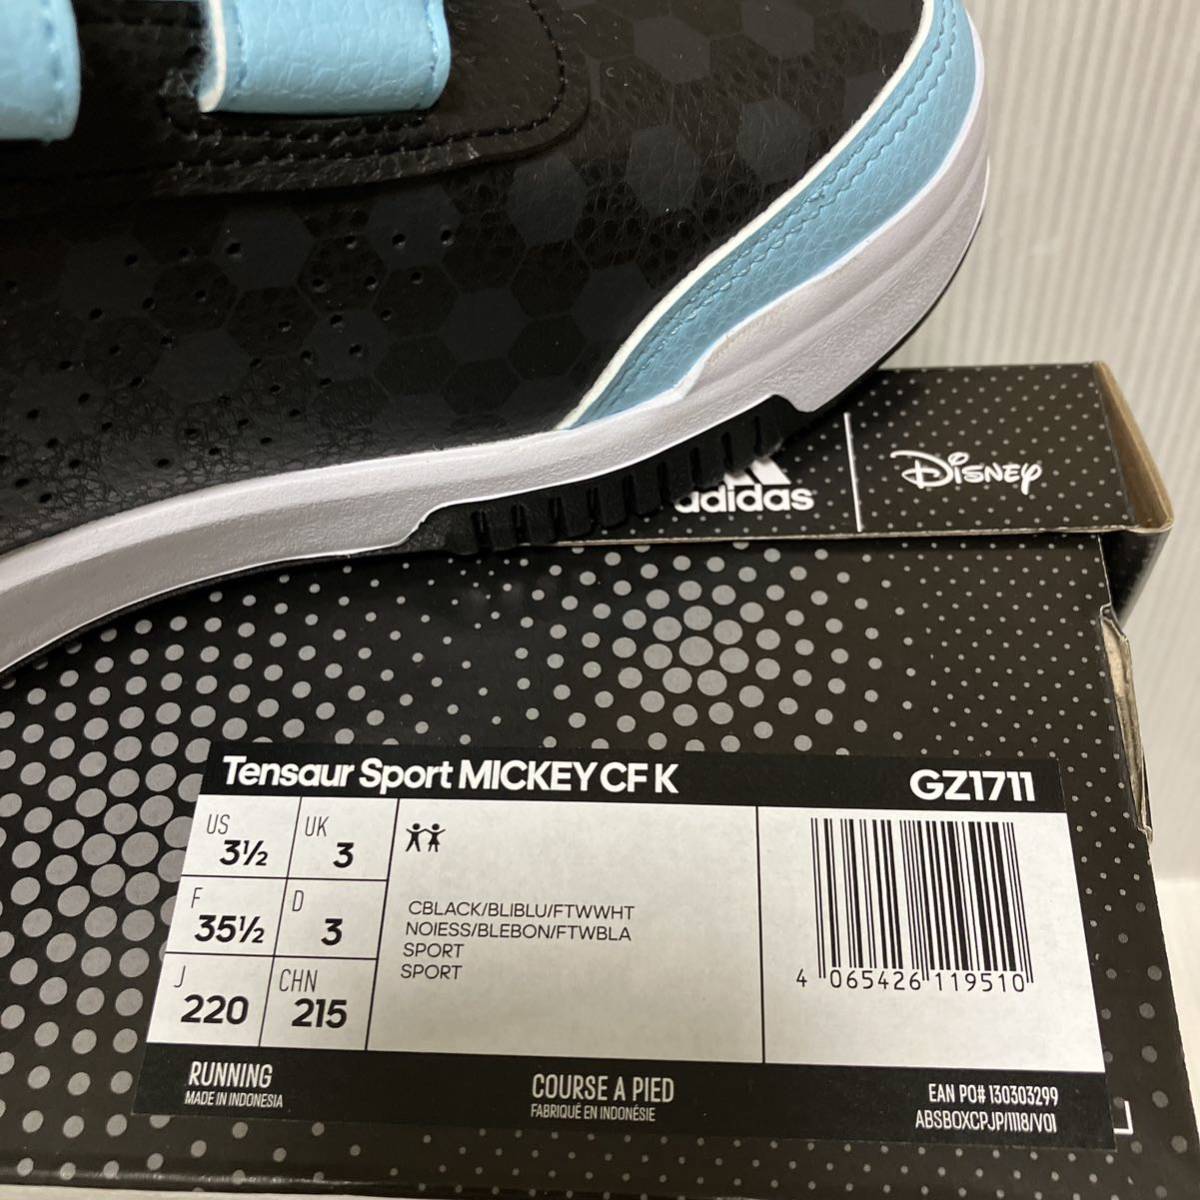 adidas
Disney
Tensaur Sport MICKEY CF K
GZ1711
US
3½
UK
3
F
35½
D
3
J
220
CHN
215
CBLACK/BLIBLU/FTWWHT
NOIESS/BLEBON/FTWBLA
SPORT
SPORT
4 065426 119510
RUNNING
MADE IN INDONESIA
COURSE A PIED
FABRIQUÉ EN INDONÉSIE
EAN PO# 130303299
ABSBOXCPJP/1118/V01